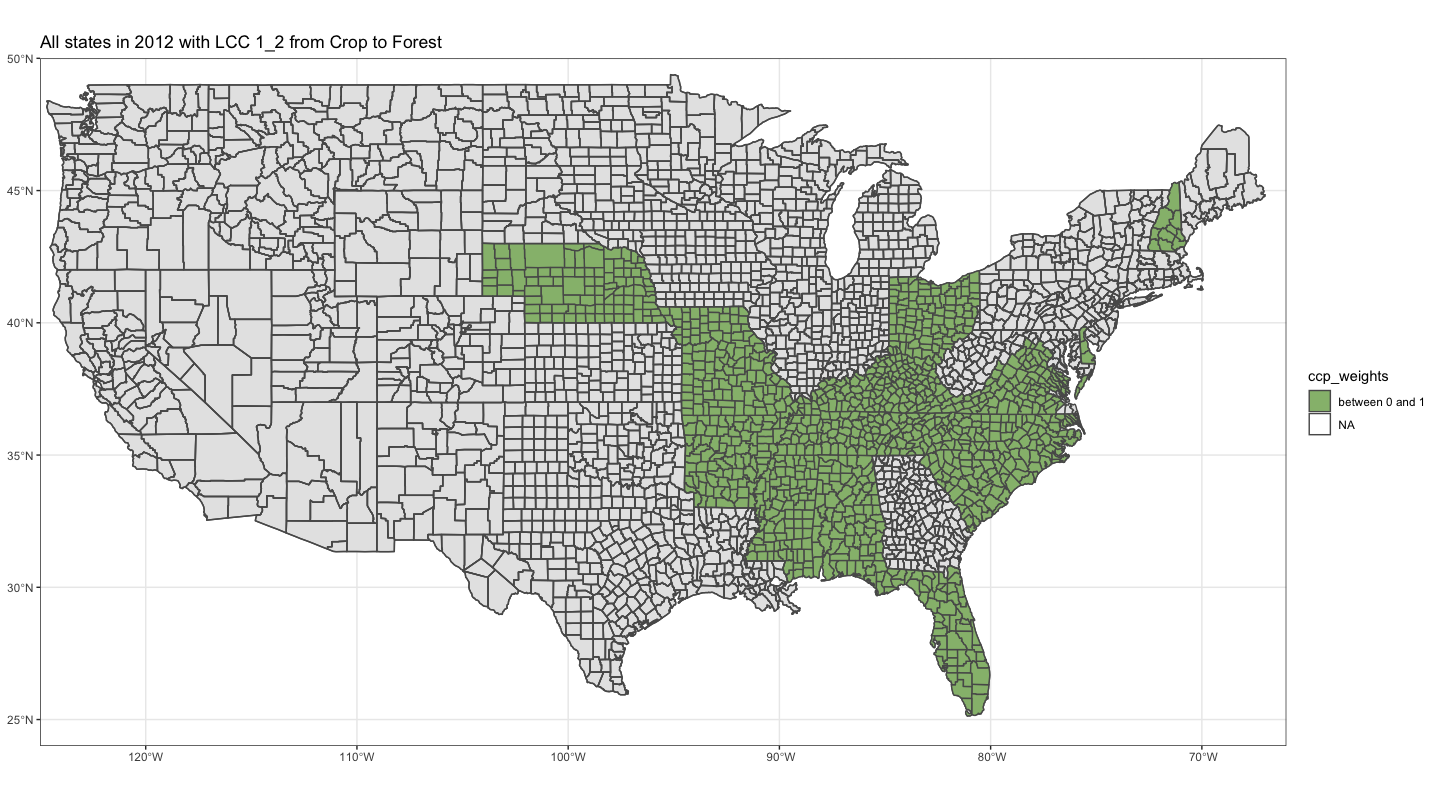 All states in 2012 with LCC 1_2 from Crop to Forest
50°N
45°N
40°N
35°N
30°N
25°N
120°W
110°W
100°W
90°W
80°W
70°W
ccp_weights
between 0 and 1
NA